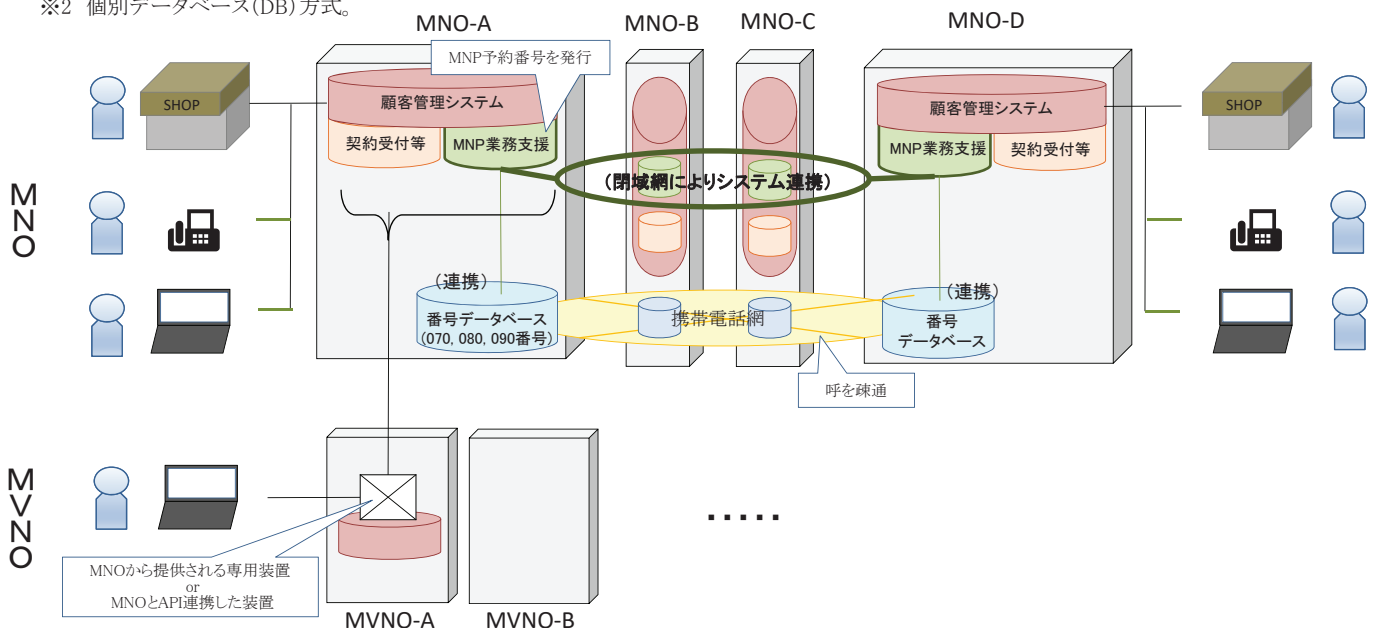 ※2 個別データベース(DB)方式。
MNO-A
MNO-B
MNO-C
MNO-D
MNP予約番号を発行
SHOP
顧客管理システム
契約受付等
MNP業務支援
顧客管理システム
MNP業務支援
契約受付等
SHOP
(閉域網によりシステム連携)
MNO
(連携)
番号データベース
(070, 080, 090番号)
携帯電話網
(連携)
番号
データベース
呼を疎通
MVNO
MNOから提供される専用装置
or
MNOとAPI連携した装置
.....
MVNO-A
MVNO-B